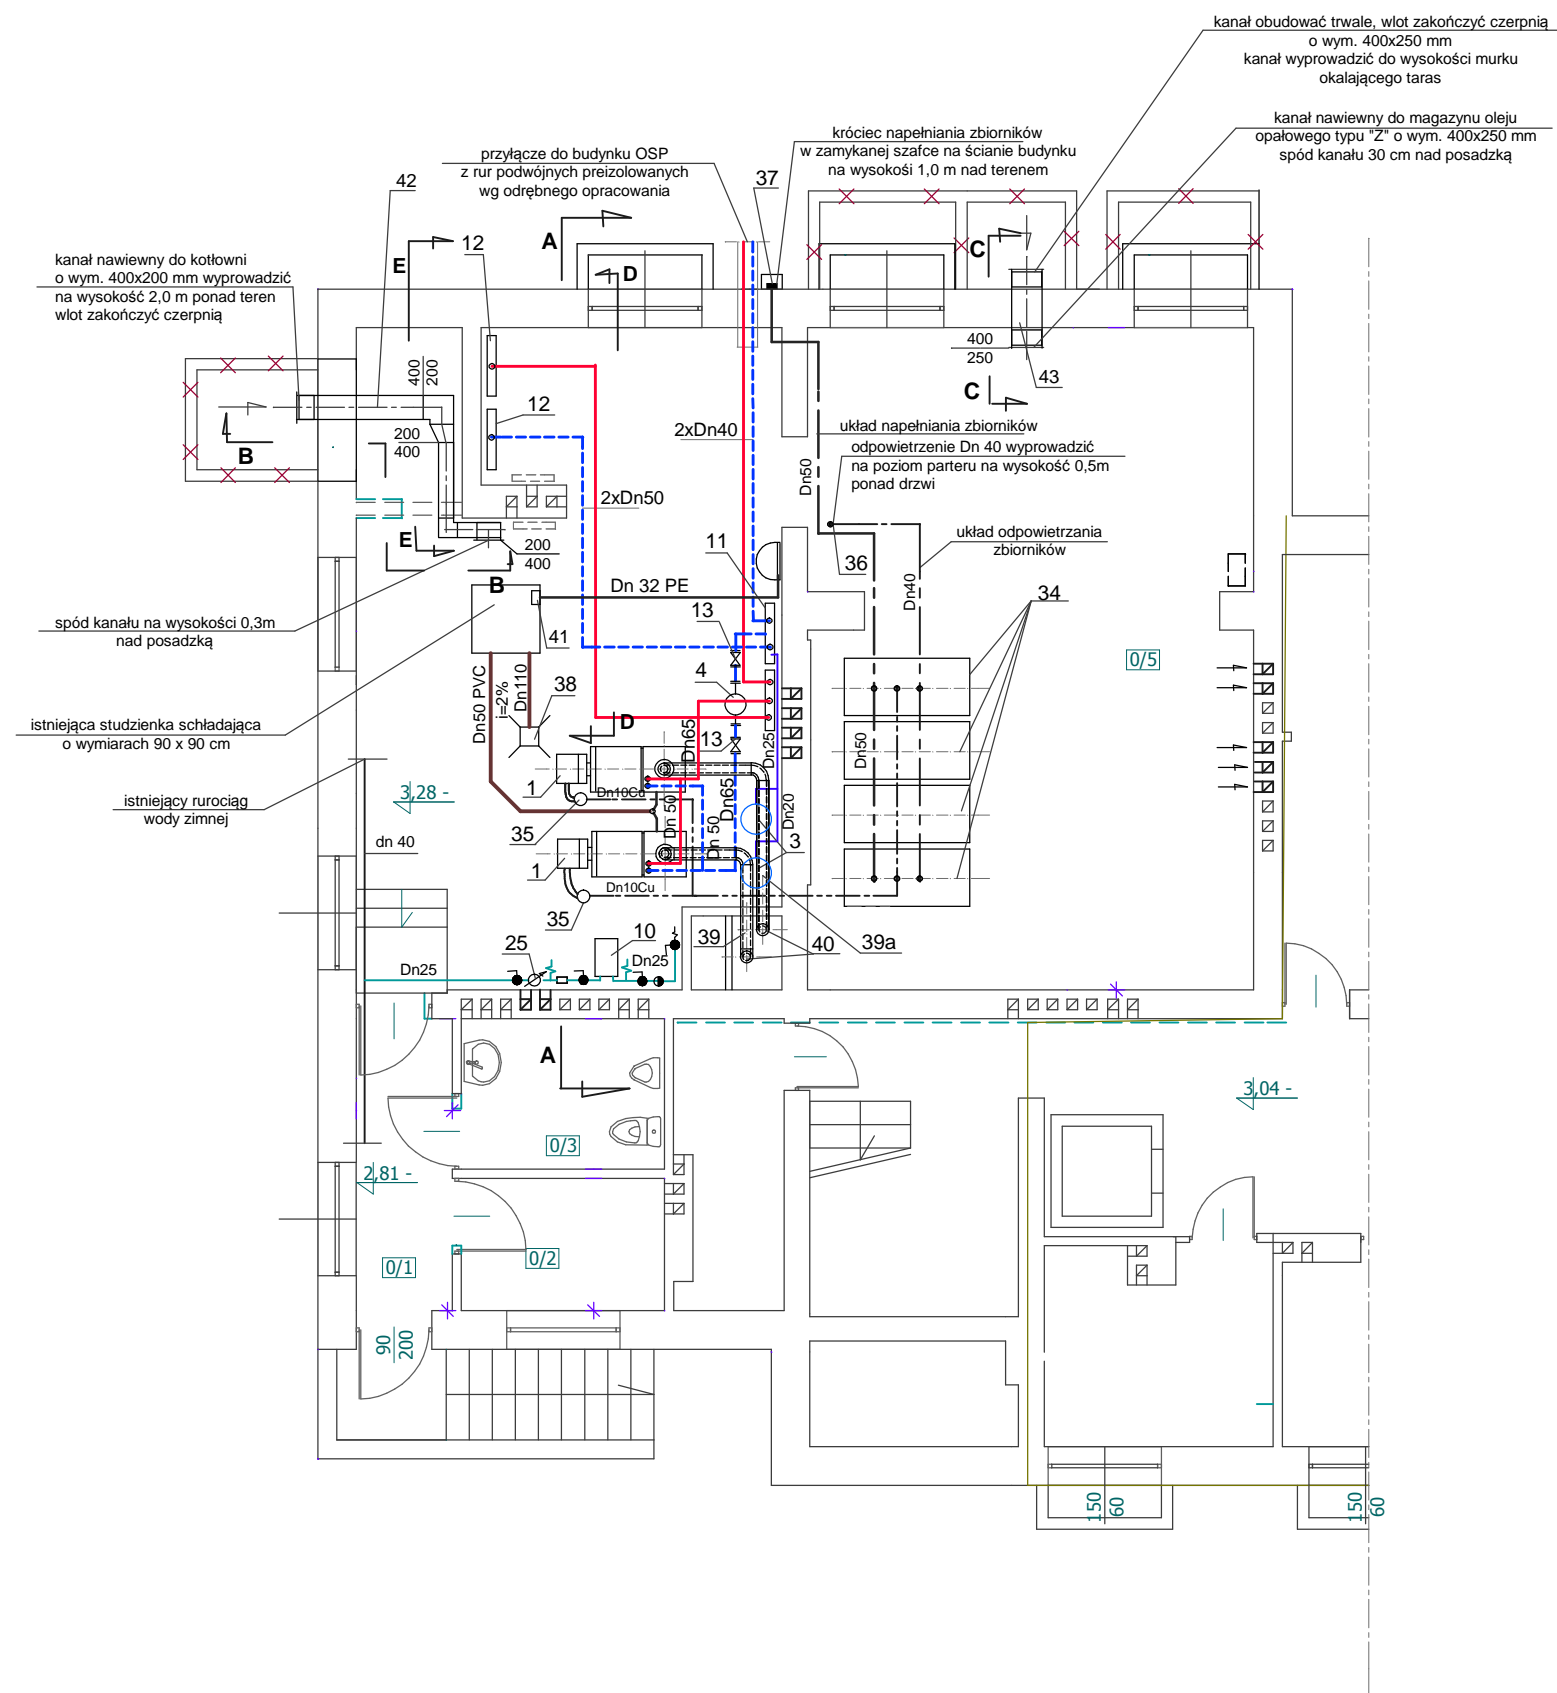 kanał obudować trwale, wlot zakończyć czerpnią
o wym. 400x250 mm
kanał wyprowadzić do wysokości murku
okalającego taras
kanał nawiewny do magazynu oleju
opałowego typu "Z" o wym. 400x250 mm
spód kanału 30 cm nad posadzką
króciec napełniania zbiorników
w zamykanej szafce na ścianie budynku
na wysokośi 1,0 m nad terenem
przyłącze do budynku OSP
z rur podwójnych preizolowanych
wg odrębnego opracowania
37
42
A
12
E
D
C
kanał nawiewny do kotłowni
o wym. 400x200 mm wyprowadzić
na wysokość 2,0 m ponad teren
wlot zakończyć czerpnią
400
250
43
C
400
200
12
2xDn40
układ napełniania zbiorników
odpowietrzenie Dn 40 wyprowadzić
na poziom parteru na wysokość 0,5m
ponad drzwi
200
400
B
Dn50
2xDn50
układ odpowietrzania
zbiorników
E
200
400
11
36
B
Dn 32 PE
Dn40
34
spód kanału na wysokości 0,3m
nad posadzką
41
13
0/5
4
38
Dn50 PVC
i=2%
Dn110
istniejąca studzienka schładająca
o wymiarach 90 x 90 cm
D
Dn65
13
Dn25
Dn50
1
Dn10Cu
istniejący rurociąg
wody zimnej
3,28 -
Dn 50
Dn65
Dn20
35
Dn 50
3
dn 40
1
Dn10Cu
35
10
39
40
39a
25
Dn25
Dn25
A
3,04 -
0/3
2,81 -
0/1
0/2
90
200
150
60
150
60